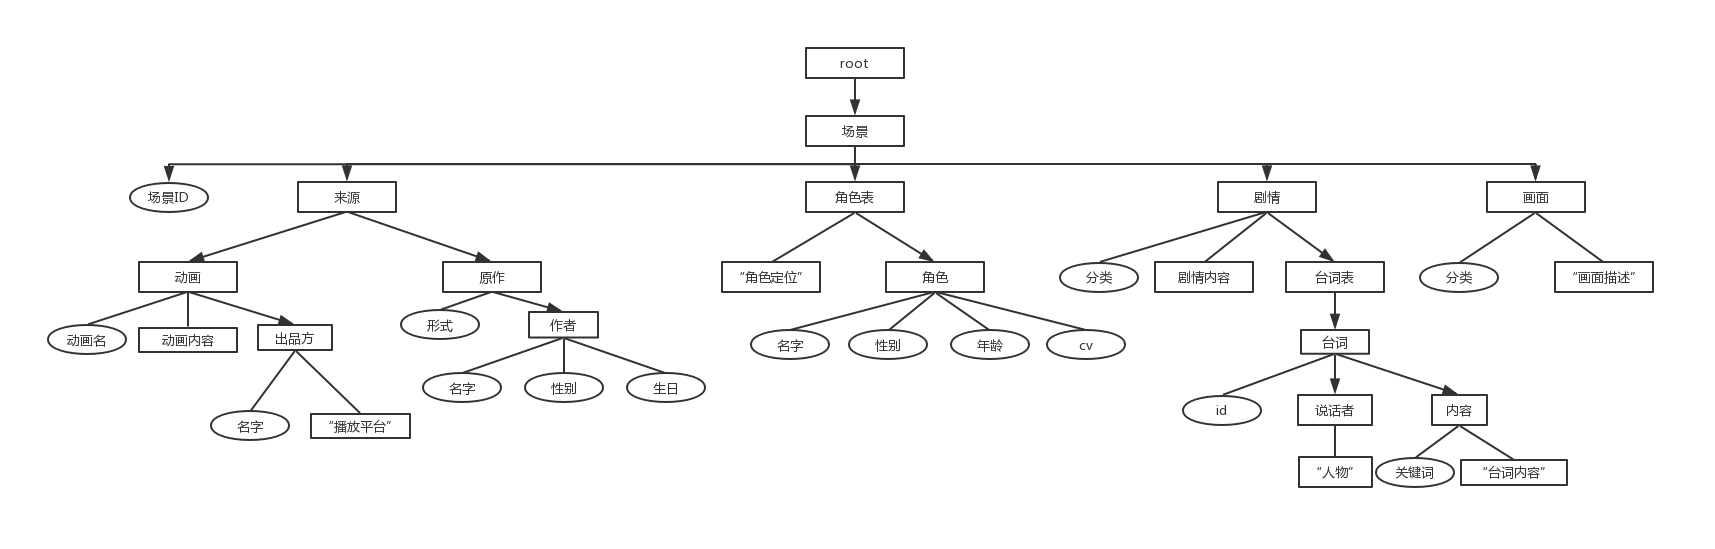 root
场景
场景ID
来源
角色表
剧情
画面
动画
原作
“角色定位”
角色
分类
剧情内容
台词表
分类
“画面描述”
动画名
动画内容
出品方
形式
作者
名字
性别
年龄
cv
台词
名字
性别
生日
id
说话者
内容
名字
“播放平台”
“人物”
关键词
“台词内容”